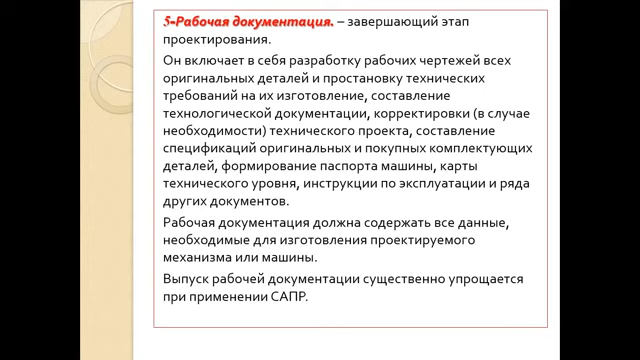 5-Рабочая документация. – завершающий этап
проектирования.
Он включает в себя разработку рабочих чертежей всех
оригинальных деталей и простановку технических
требований на их изготовление, составление
технологической документации, корректировки (в случае
необходимости) технического проекта, составление
спецификаций оригинальных и покупных комплектующих
деталей, формирование паспорта машины, карты
технического уровня, инструкции по эксплуатации и ряда
других документов.
Рабочая документация должна содержать все данные,
необходимые для изготовления проектируемого
механизма или машины.
Выпуск рабочей документации существенно упрощается
при применении САПР.